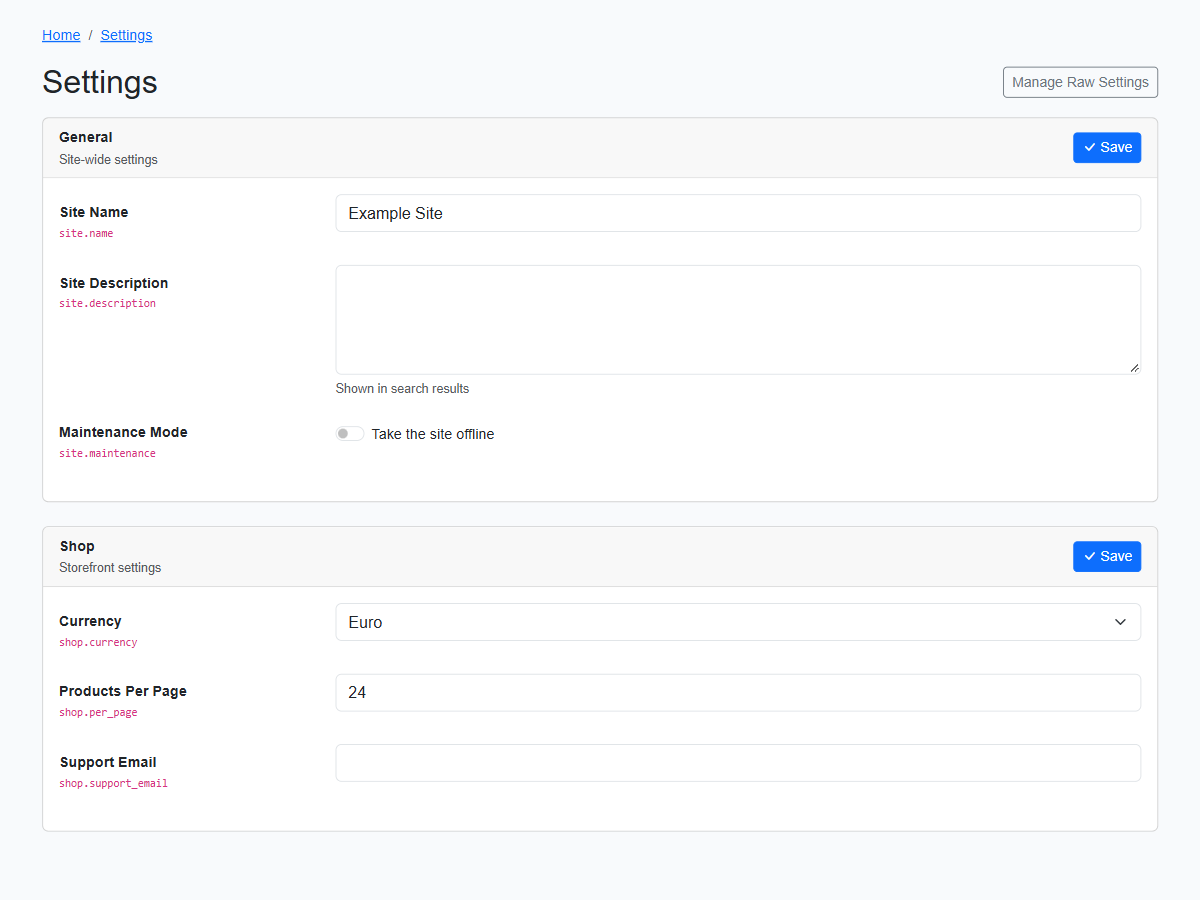 Home / Settings
Settings
Manage Raw Settings
General
Site-wide settings
Save
Site Name
site.name
Example Site
Site Description
site.description
Shown in search results
Maintenance Mode
site.maintenance
Take the site offline
Shop
Storefront settings
Save
Currency
shop.currency
Euro
Products Per Page
shop.per_page
24
Support Email
shop.support_email